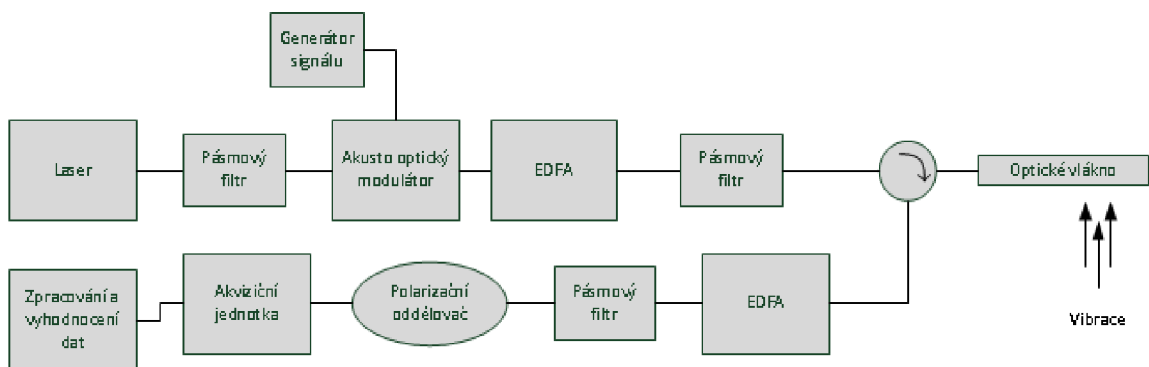 Generátor
signálu
Laser
Pásmový
filtr
Akusto optický
modulátor
EDFA
Pásmový
filtr
Optické vlákno
Zpracování a
vyhodnocení
dat
Akviziční
jednotka
Polarizační
oddělovač
Pásmový
filtr
EDFA
Vibrace